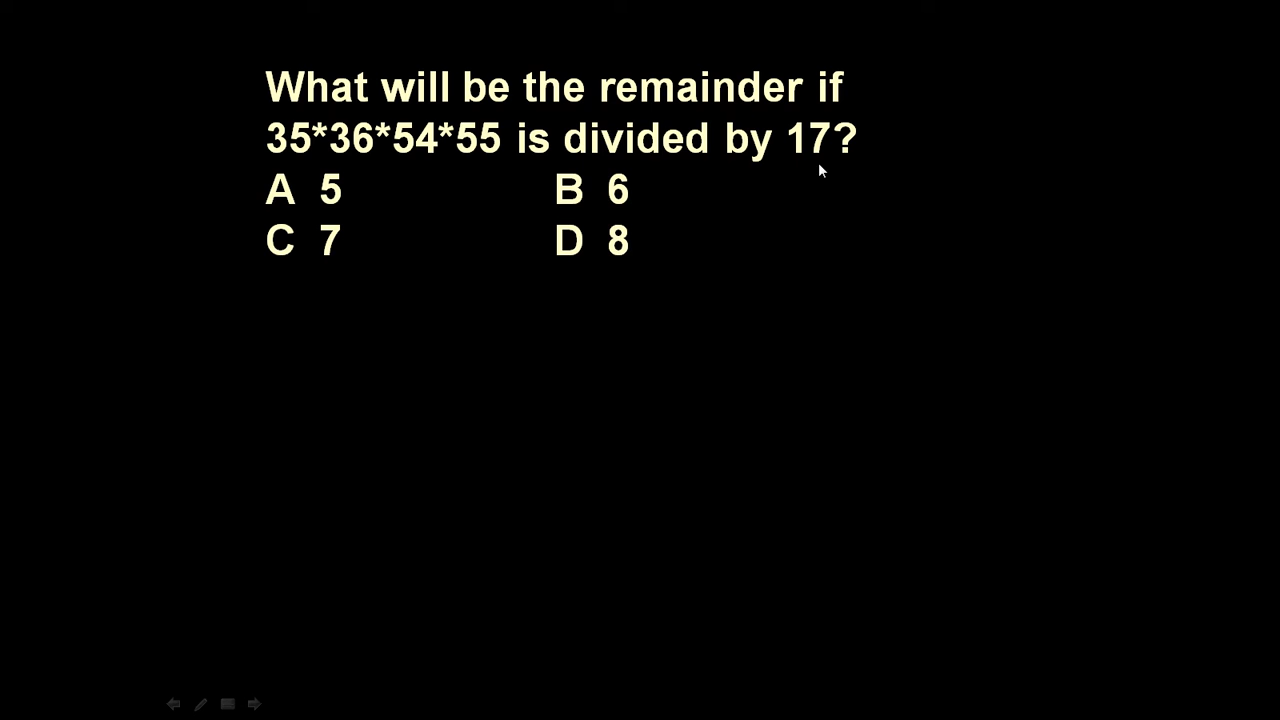 What will be the remainder if
35*36*54*55 is divided by 17?
A 5 B 6
C 7 D 8